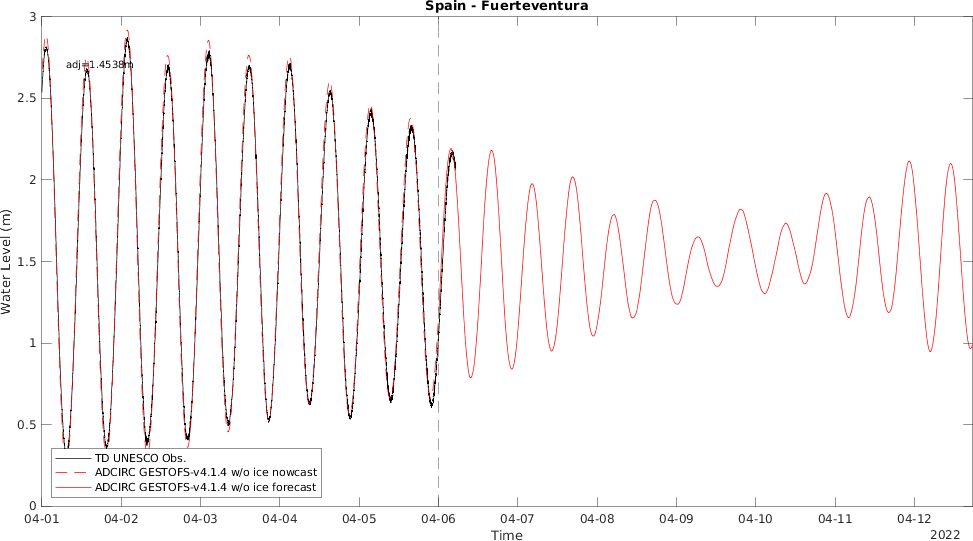 Spain - Fuerteventura
3
adj=1.4538m
2.5
2
1.5
1
0.5
0
Water Level (m)
TD UNESCO Obs.
ADCIRC GESTOFS-v4.1.4 w/o ice nowcast
ADCIRC GESTOFS-v4.1.4 w/o ice forecast
04-01 04-02 04-03 04-04 04-05 04-06 04-07 04-08 04-09 04-10 04-11 04-12
2022
Time